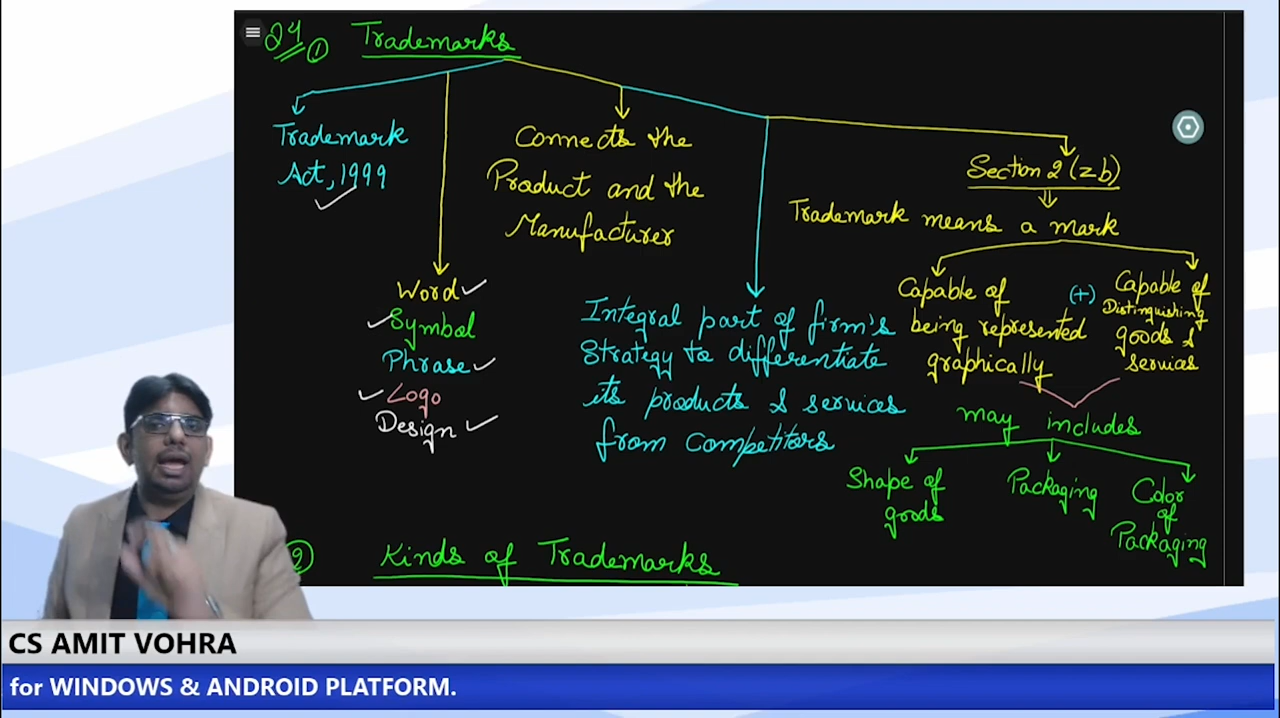 24 ① Trademarks
Trademark
Act, 1999
Word
Symbol
Phrase
Logo
Design
Connects the
Product and the
Manufacturer
Integral part of firm's
Strategy to differentiate
its products & services
from competitors
Section 2 (zb)
Trademark means a mark
Capable of
being represented
graphically
(+)
Capable of
Distinguishing
goods &
services
may includes
Shape of
goods
Packaging
Color
of
Packaging
② Kinds of Trademarks
CS AMIT VOHRA
for WINDOWS & ANDROID PLATFORM.